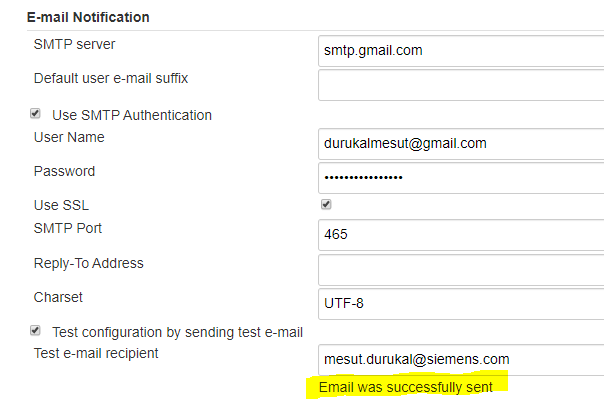 E-mail Notification
SMTP server
smtp.gmail.com
Default user e-mail suffix
Use SMTP Authentication
User Name
durukalmesut@gmail.com
Password
••••••••••••••••
Use SSL
SMTP Port
465
Reply-To Address
Charset
UTF-8
Test configuration by sending test e-mail
Test e-mail recipient
mesut.durukal@siemens.com
Email was successfully sent